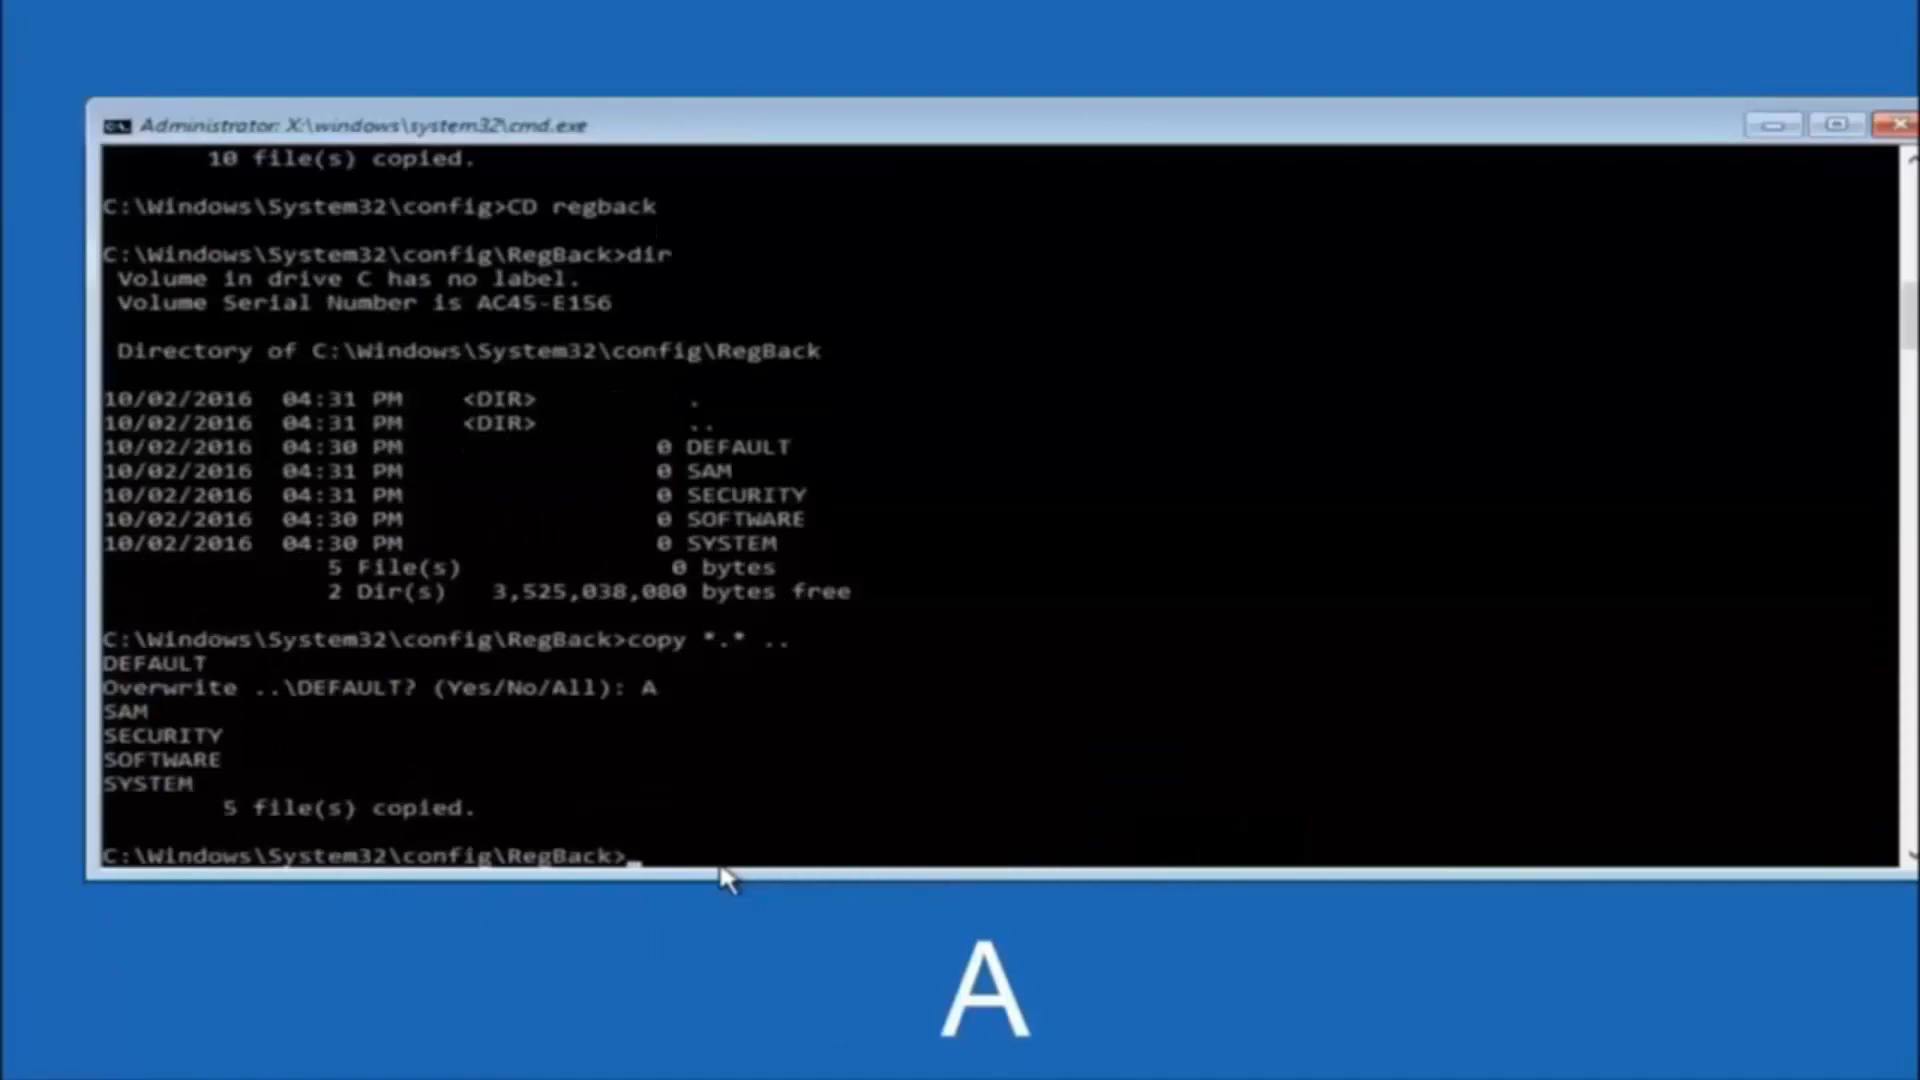 Administrator: X:\windows\system32\cmd.exe
10 file(s) copied.
C:\Windows\System32\config>CD regback
C:\Windows\System32\config\RegBack>dir
Volume in drive C has no label.
Volume Serial Number is AC45-E156
Directory of C:\Windows\System32\config\RegBack
10/02/2016 04:31 PM <DIR> .
10/02/2016 04:31 PM <DIR> ..
10/02/2016 04:30 PM 0 DEFAULT
10/02/2016 04:31 PM 0 SAM
10/02/2016 04:31 PM 0 SECURITY
10/02/2016 04:30 PM 0 SOFTWARE
10/02/2016 04:30 PM 0 SYSTEM
5 File(s) 0 bytes
2 Dir(s) 3,525,038,080 bytes free
C:\Windows\System32\config\RegBack>copy *.* ..
DEFAULT
Overwrite ..\DEFAULT? (Yes/No/All): A
SAM
SECURITY
SOFTWARE
SYSTEM
5 file(s) copied.
C:\Windows\System32\config\RegBack>_
A